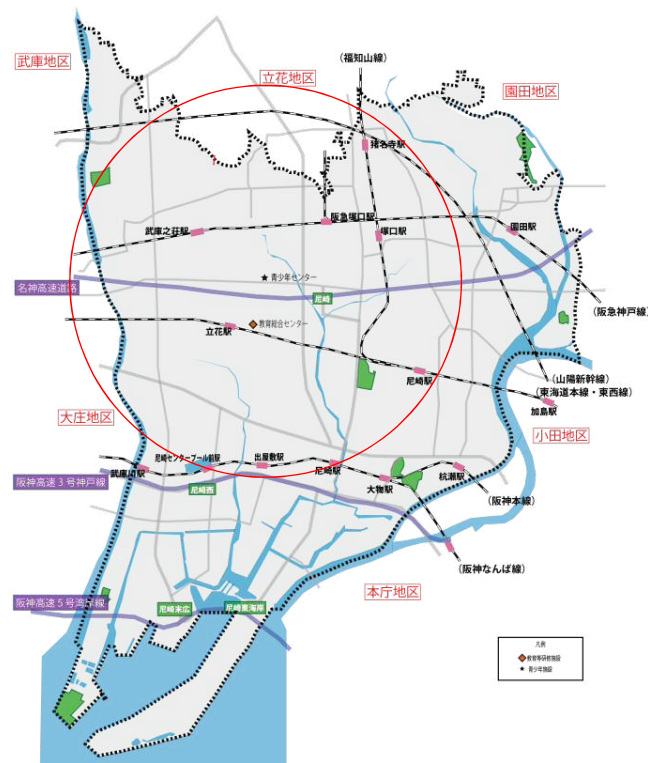 （福知山線）
武庫地区
立花地区
園田地区
猪名寺駅
阪急塚口駅
武庫之荘駅
塚口駅
園田駅
★ 青少年センター
名神高速道路
尼崎
（阪急神戸線）
教育総合センター
立花駅
尼崎駅
（山陽新幹線）
（東海道本線・東西線）
加島駅
大庄地区
小田地区
尼崎センタープール前駅
出屋敷駅
武庫川駅
尼崎駅
大物駅
杭瀬駅
阪神高速３号神戸線
尼崎西
（阪神本線）
（阪神なんば線）
本庁地区
阪神高速５号湾岸線
尼崎末広
尼崎東海岸
凡例
教育等研修施設
★ 青少年施設